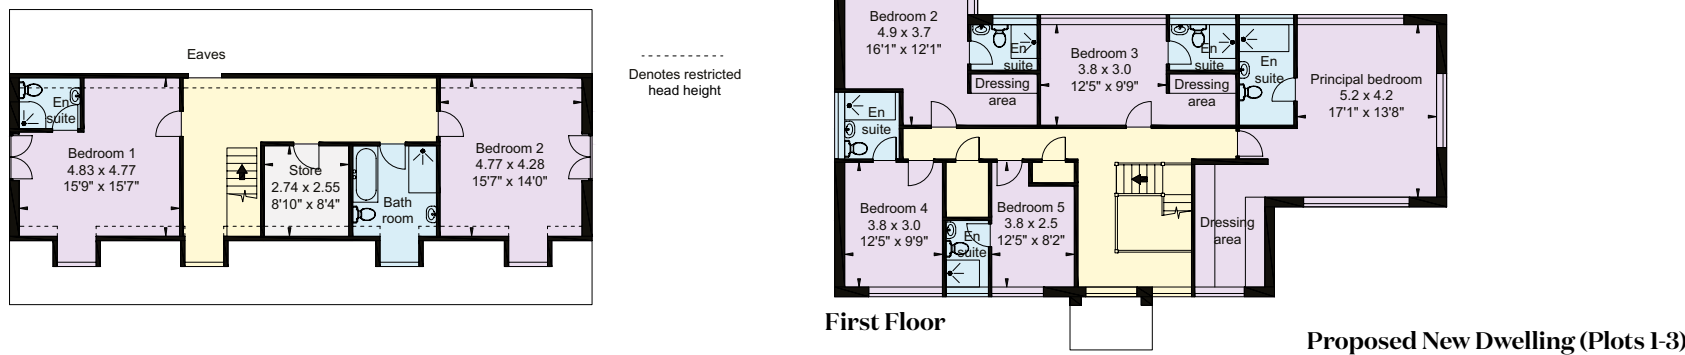 Eaves
Denotes restricted
head height
En
suite
Bedroom 1
4.83 x 4.77
15'9" x 15'7"
Store
2.74 x 2.55
8'10" x 8'4"
Bath
room
Bedroom 2
4.77 x 4.28
15'7" x 14'0"
Bedroom 2
4.9 x 3.7
16'1" x 12'1"
En
suite
Dressing
area
Bedroom 3
3.8 x 3.0
12'5" x 9'9"
En
suite
Dressing
area
En
suite
Principal bedroom
5.2 x 4.2
17'1" x 13'8"
En
suite
Bedroom 4
3.8 x 3.0
12'5" x 9'9"
En
suite
Bedroom 5
3.8 x 2.5
12'5" x 8'2"
Dressing
area
First Floor
Proposed New Dwelling (Plots 1-3)